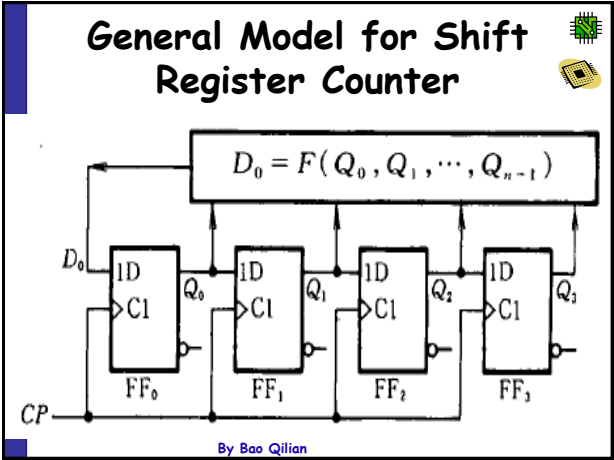 General Model for Shift
Register Counter
D₀ = F( Q₀ , Q₁ , ⋯ , Qₙ₋₁ )
D₀ 1D Q₀ 1D Q₁ 1D Q₂ 1D Q₃
C1 C1 C1 C1
FF₀ FF₁ FF₂ FF₃
CP
By Bao Qilian